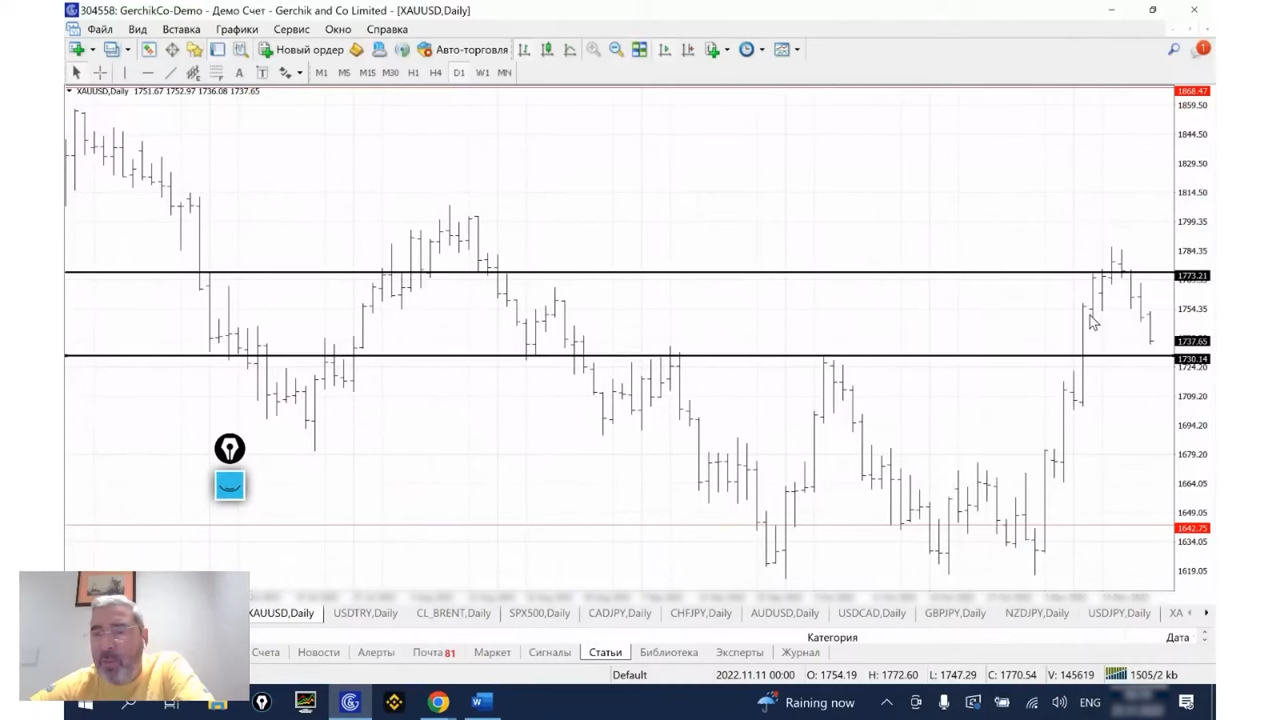 304558: GerchikCo-Demo - Демо Счет - Gerchik and Co Limited - [XAUUSD,Daily]
Файл Вид Вставка Графики Сервис Окно Справка
Новый ордер Авто-торговля 1
A T M1 M5 M15 M30 H1 H4 D1 W1 MN
XAUUSD,Daily 1751.67 1752.97 1736.08 1737.65
1868.47
1859.50
1844.50
1829.50
1814.50
1799.35
1784.35
1773.21
1754.35
1737.65
1730.14
1724.20
1709.20
1694.20
1679.20
1664.05
1649.05
1642.75
1634.05
1619.05
XAUUSD,Daily USDTRY,Daily CL_BRENT,Daily SPX500,Daily CADJPY,Daily CHFJPY,Daily AUDUSD,Daily USDCAD,Daily GBPJPY,Daily NZDJPY,Daily USDJPY,Daily XA
Категория Дата
Счета Новости Алерты Почта 81 Маркет Сигналы Статьи Библиотека Эксперты Журнал
Default 2022.11.11 00:00 O: 1754.19 H: 1772.60 L: 1747.29 C: 1770.54 V: 145619 1505/2 kb
Raining now ENG